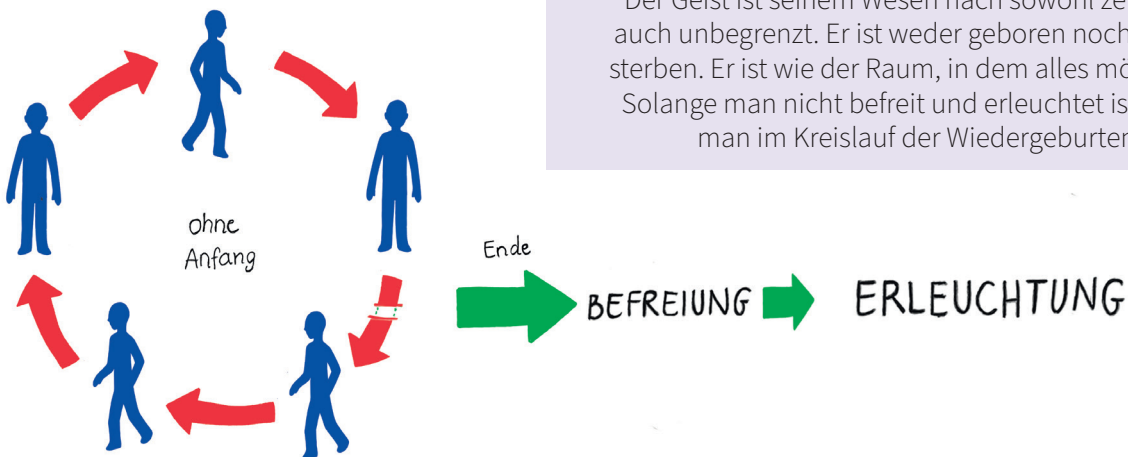 Der Geist ist seinem Wesen nach sowohl
auch unbegrenzt. Er ist weder geboren noch
sterben. Er ist wie der Raum, in dem alles
Solange man nicht befreit und erleuchtet
man im Kreislauf der Wiedergeburten
ohne
Anfang
Ende
BEFREIUNG
ERLEUCHTUNG